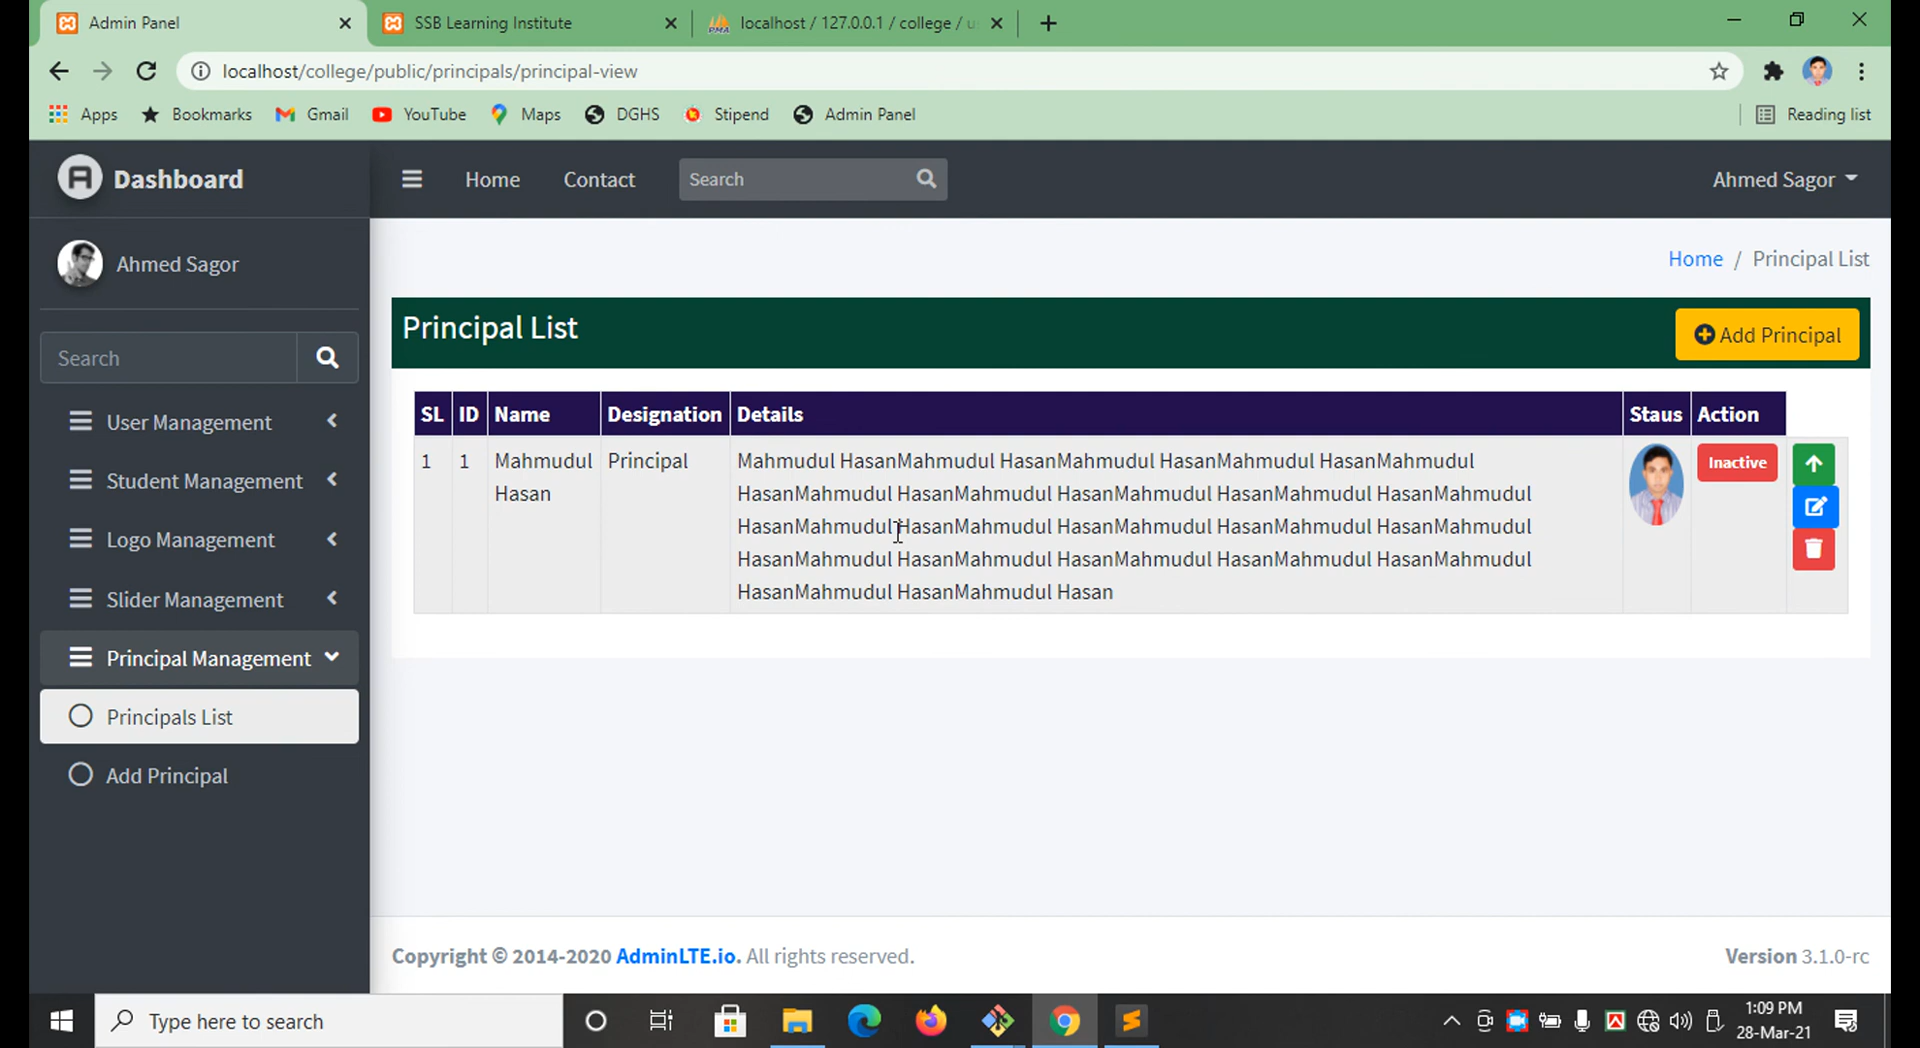 Admin Panel
SSB Learning Institute
localhost / 127.0.0.1 / college / u
localhost/college/public/principals/principal-view
Apps
Bookmarks
Gmail
YouTube
Maps
DGHS
Stipend
Admin Panel
Reading list
Dashboard
Home
Contact
Search
Ahmed Sagor
Ahmed Sagor
Home / Principal List
Principal List
Add Principal
Search
User Management
Student Management
Logo Management
Slider Management
Principal Management
Principals List
Add Principal
SL ID Name Designation Details Staus Action
1 1 Mahmudul Principal Mahmudul HasanMahmudul HasanMahmudul HasanMahmudul HasanMahmudul Inactive
Hasan HasanMahmudul HasanMahmudul HasanMahmudul HasanMahmudul HasanMahmudul
HasanMahmudul HasanMahmudul HasanMahmudul HasanMahmudul HasanMahmudul
HasanMahmudul HasanMahmudul HasanMahmudul HasanMahmudul HasanMahmudul
HasanMahmudul HasanMahmudul Hasan
Copyright © 2014-2020 AdminLTE.io. All rights reserved.
Version 3.1.0-rc
Type here to search
1:09 PM
28-Mar-21